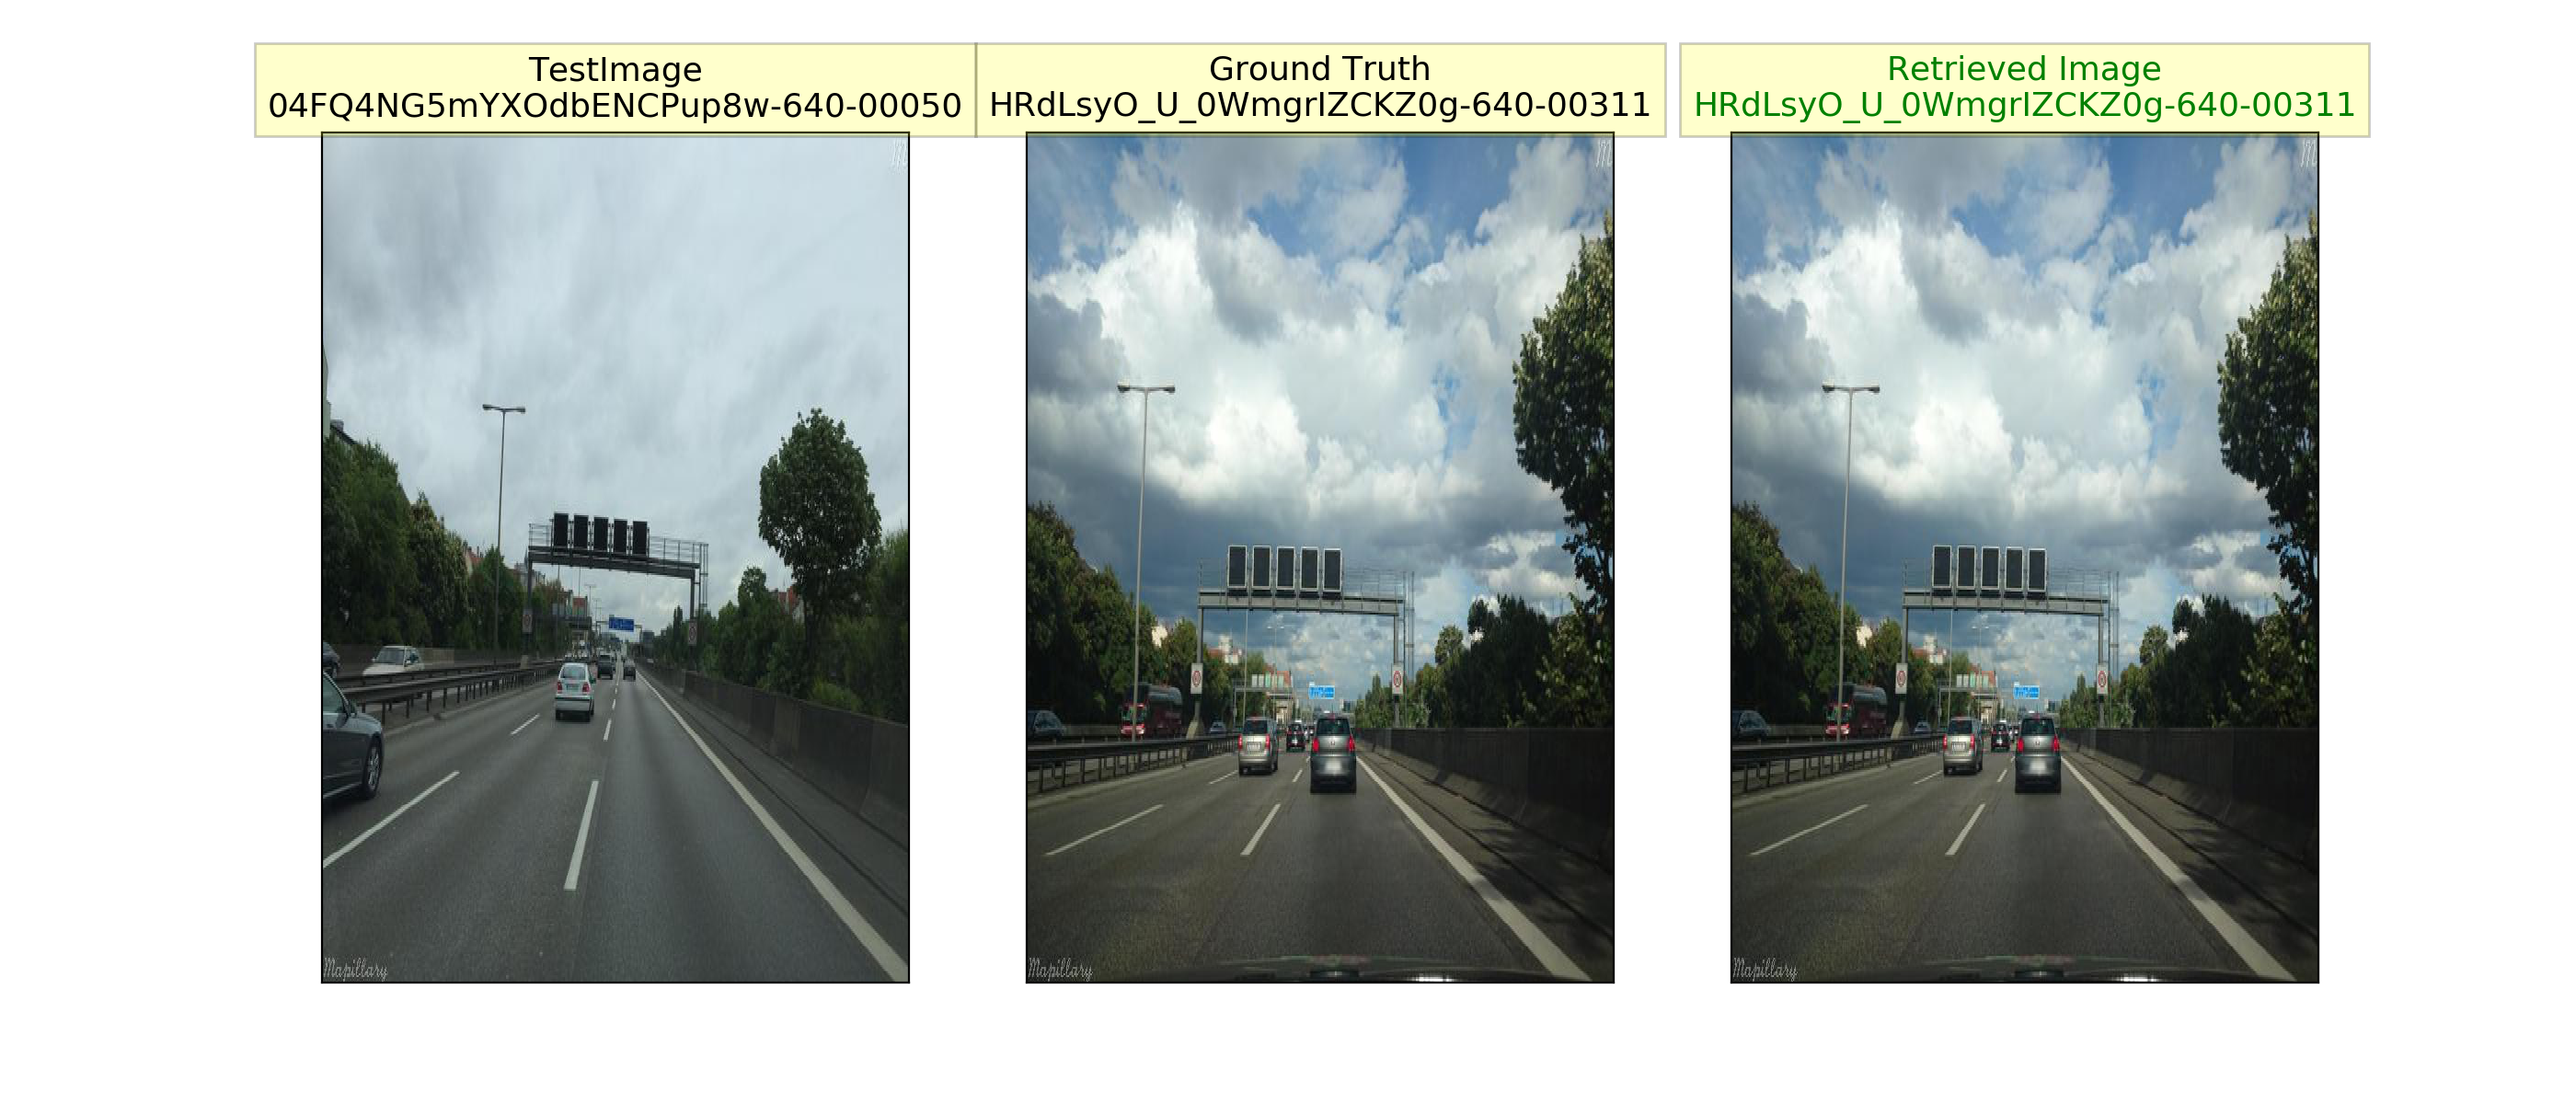 TestImage
04FQ4NG5mYXOdbENCPup8w-640-00050
Ground Truth
HRdLsyO_U_0WmgrIZCKZ0g-640-00311
Retrieved Image
HRdLsyO_U_0WmgrIZCKZ0g-640-00311
m
m
m
Mapillary
Mapillary
Mapillary